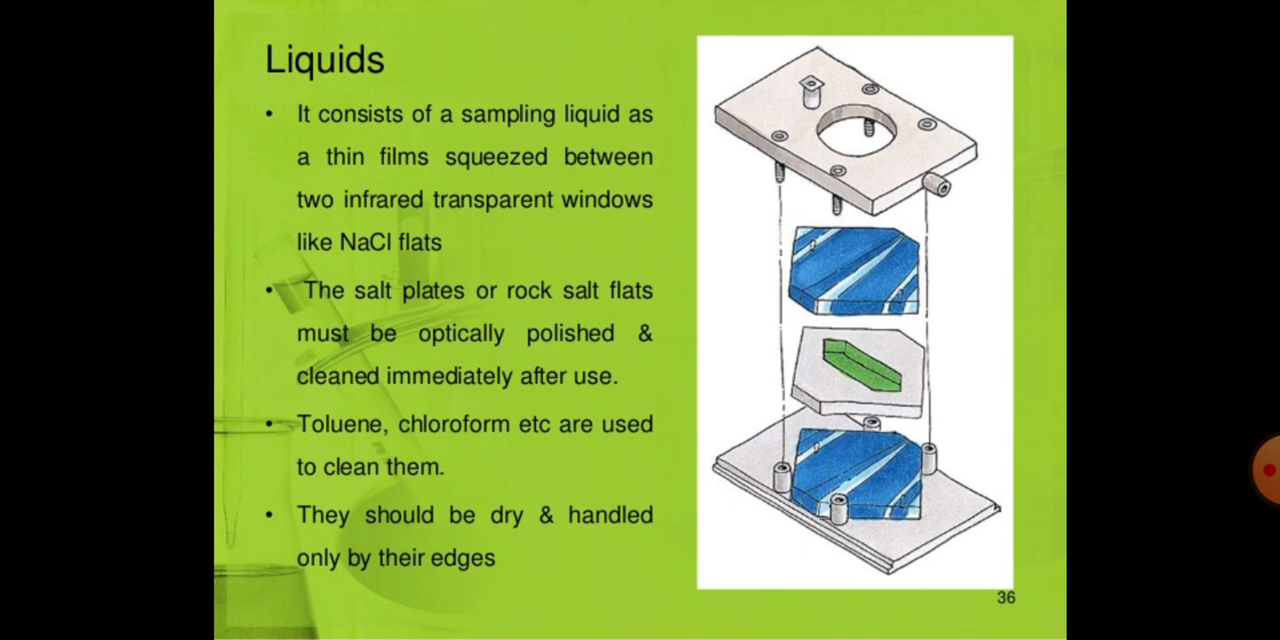 Liquids
• It consists of a sampling liquid as
a thin films squeezed between
two infrared transparent windows
like NaCl flats
• The salt plates or rock salt flats
must be optically polished &
cleaned immediately after use.
• Toluene, chloroform etc are used
to clean them.
• They should be dry & handled
only by their edges
36